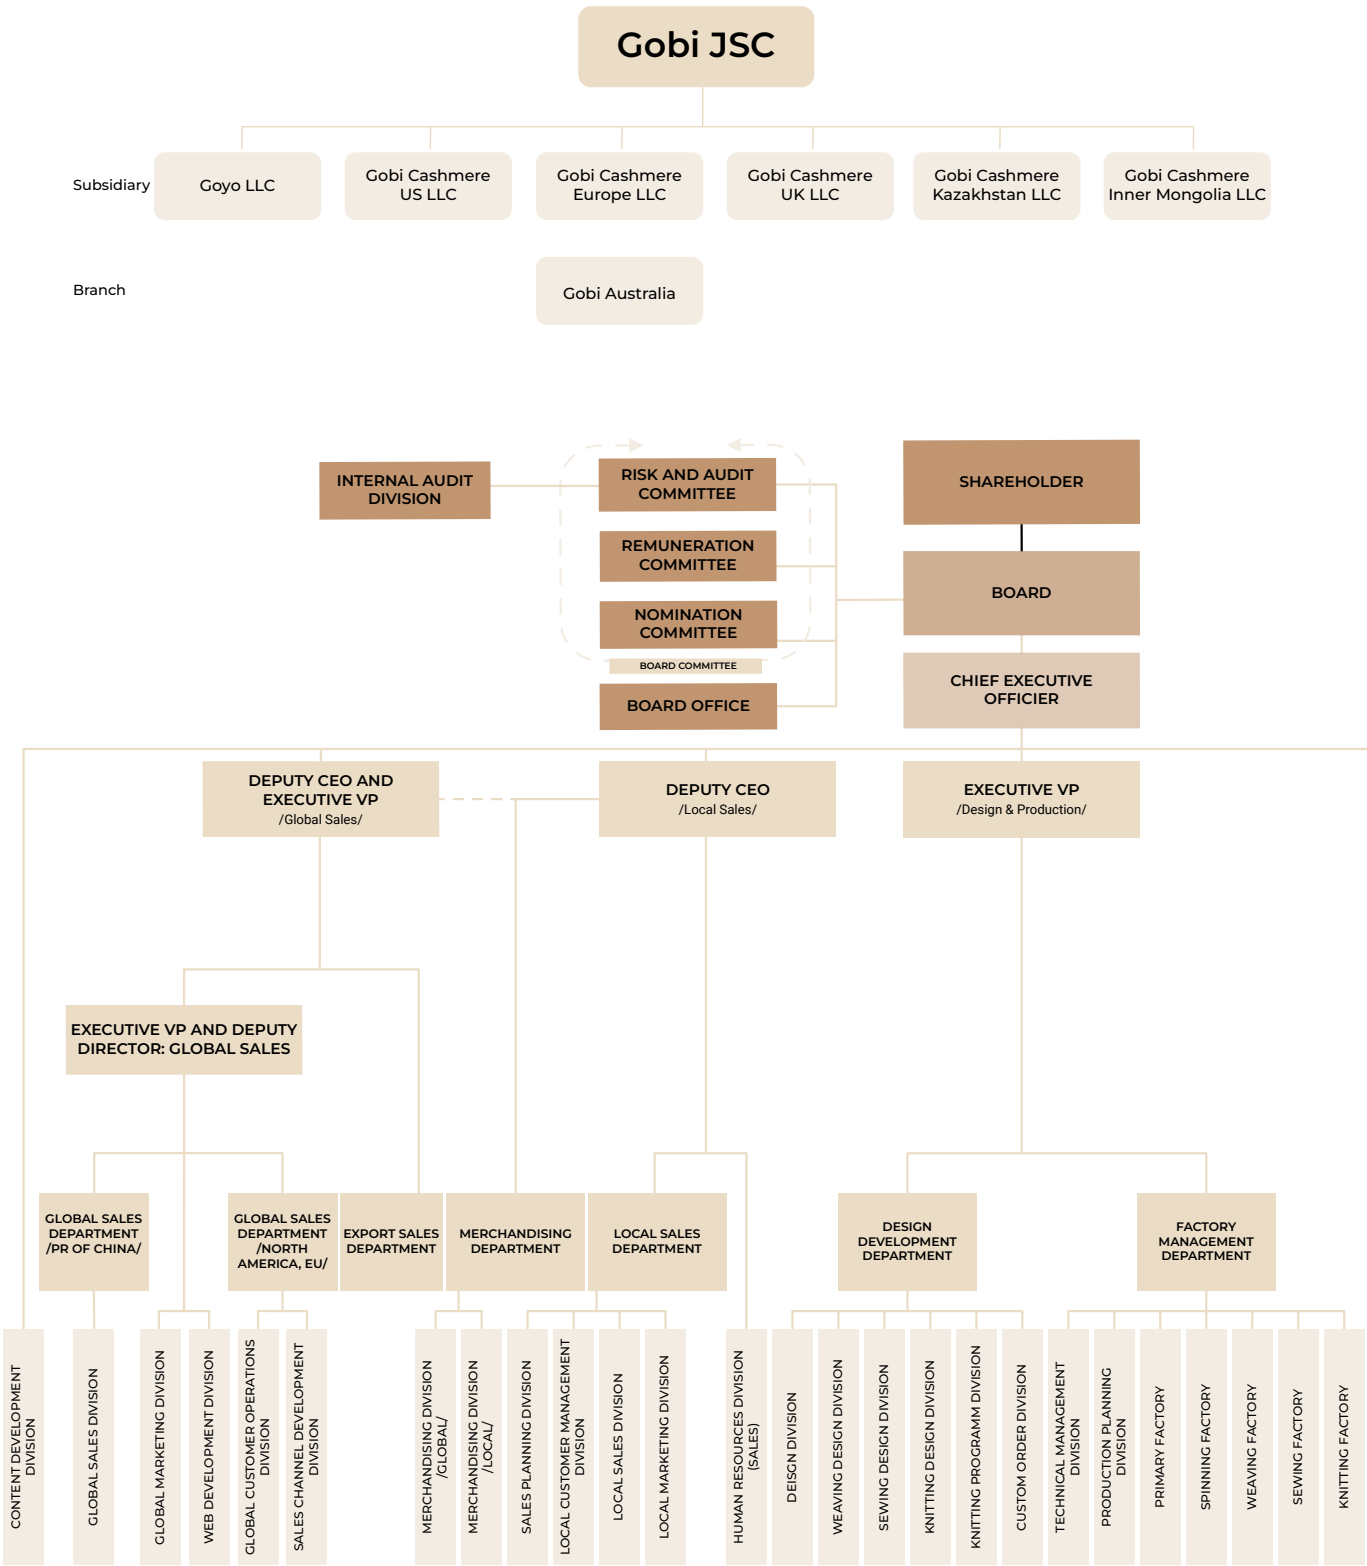 Gobi JSC
Subsidiary
Goyo LLC
Gobi Cashmere
US LLC
Gobi Cashmere
Europe LLC
Gobi Cashmere
UK LLC
Gobi Cashmere
Kazakhstan LLC
Gobi Cashmere
Inner Mongolia LLC
Branch
Gobi Australia
INTERNAL AUDIT
DIVISION
RISK AND AUDIT
COMMITTEE
REMUNERATION
COMMITTEE
NOMINATION
COMMITTEE
BOARD COMMITTEE
BOARD OFFICE
SHAREHOLDER
BOARD
CHIEF EXECUTIVE
OFFICIER
DEPUTY CEO AND
EXECUTIVE VP
/Global Sales/
DEPUTY CEO
/Local Sales/
EXECUTIVE VP
/Design & Production/
EXECUTIVE VP AND DEPUTY
DIRECTOR: GLOBAL SALES
GLOBAL SALES
DEPARTMENT
/PR OF CHINA/
GLOBAL SALES
DEPARTMENT
/NORTH
AMERICA, EU/
EXPORT SALES
DEPARTMENT
MERCHANDISING
DEPARTMENT
LOCAL SALES
DEPARTMENT
DESIGN
DEVELOPMENT
DEPARTMENT
FACTORY
MANAGEMENT
DEPARTMENT
CONTENT DEVELOPMENT
DIVISION
GLOBAL SALES DIVISION
GLOBAL MARKETING DIVISION
WEB DEVELOPMENT DIVISION
GLOBAL CUSTOMER OPERATIONS
DIVISION
SALES CHANNEL DEVELOPMENT
DIVISION
MERCHANDISING DIVISION
/GLOBAL/
MERCHANDISING DIVISION
/LOCAL/
SALES PLANNING DIVISION
LOCAL CUSTOMER MANAGEMENT
DIVISION
LOCAL SALES DIVISION
LOCAL MARKETING DIVISION
HUMAN RESOURCES DIVISION
(SALES)
DEISGN DIVISION
WEAVING DESIGN DIVISION
SEWING DESIGN DIVISION
KNITTING DESIGN DIVISION
KNITTING PROGRAMM DIVISION
CUSTOM ORDER DIVISION
TECHNICAL MANAGEMENT
DIVISION
PRODUCTION PLANNING
DIVISION
PRIMARY FACTORY
SPINNING FACTORY
WEAVING FACTORY
SEWING FACTORY
KNITTING FACTORY